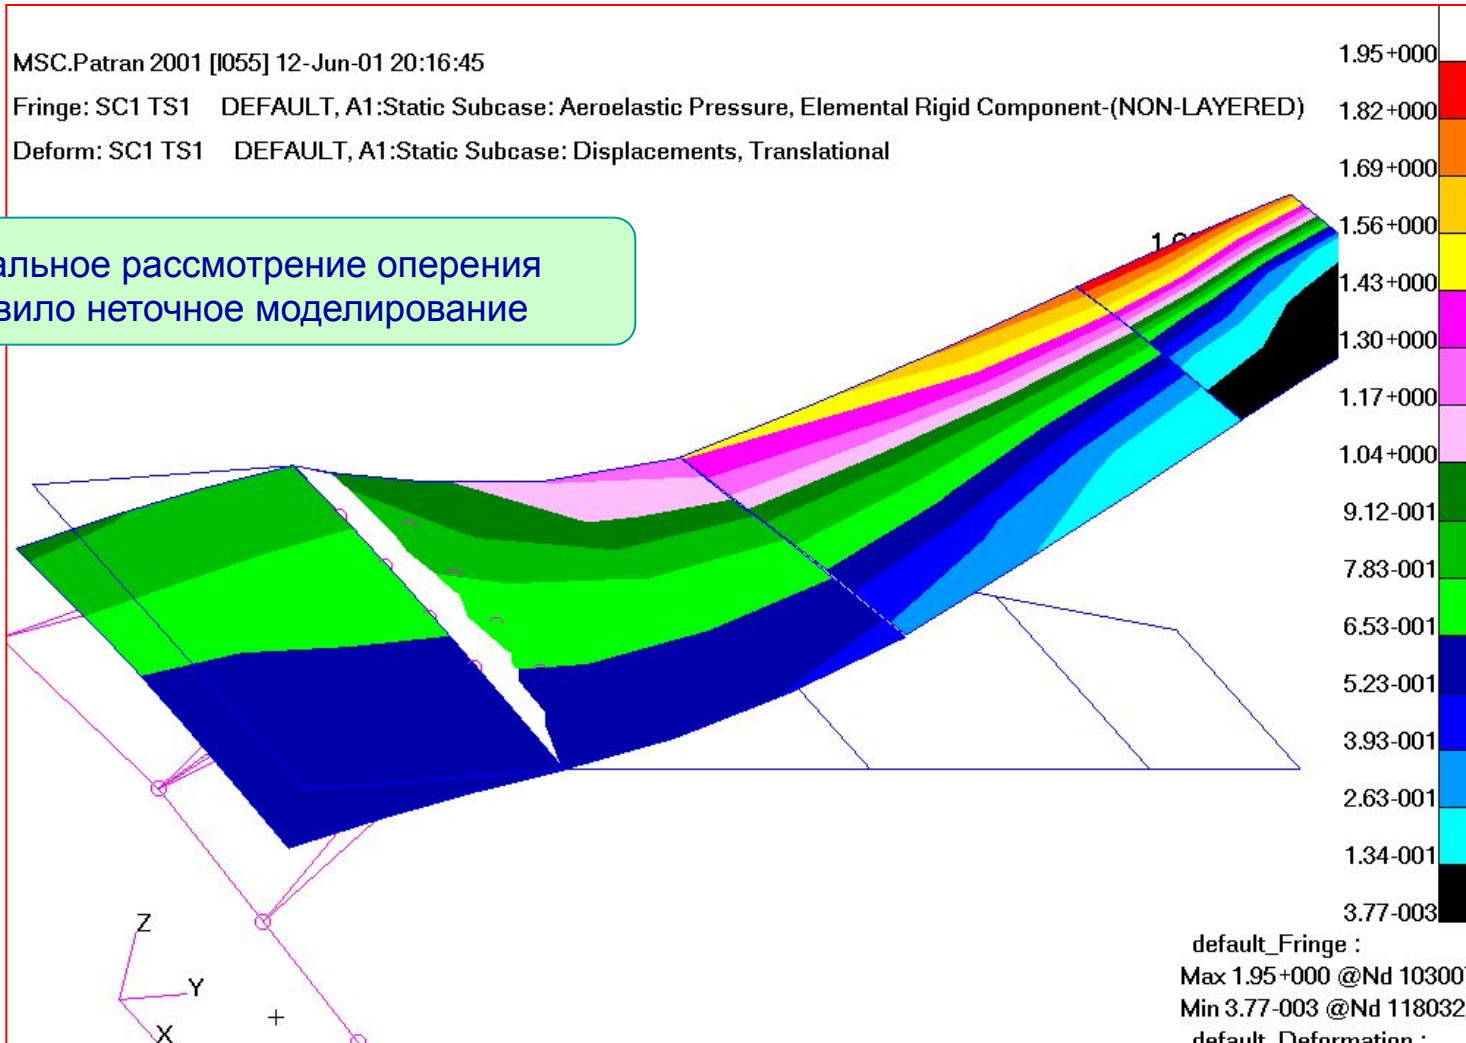 MSC.Patran 2001 [I055] 12-Jun-01 20:16:45
Fringe: SC1 TS1 DEFAULT, A1:Static Subcase: Aeroelastic Pressure, Elemental Rigid Component-(NON-LAYERED)
Deform: SC1 TS1 DEFAULT, A1:Static Subcase: Displacements, Translational
альное рассмотрение оперения
вило неточное моделирование
1.95+000
1.82+000
1.69+000
1.56+000
1.43+000
1.30+000
1.17+000
1.04+000
9.12-001
7.83-001
6.53-001
5.23-001
3.93-001
2.63-001
1.34-001
3.77-003
Z
Y
X
default_Fringe :
Max 1.95+000 @Nd 10300
Min 3.77-003 @Nd 118032
default_Deformation :